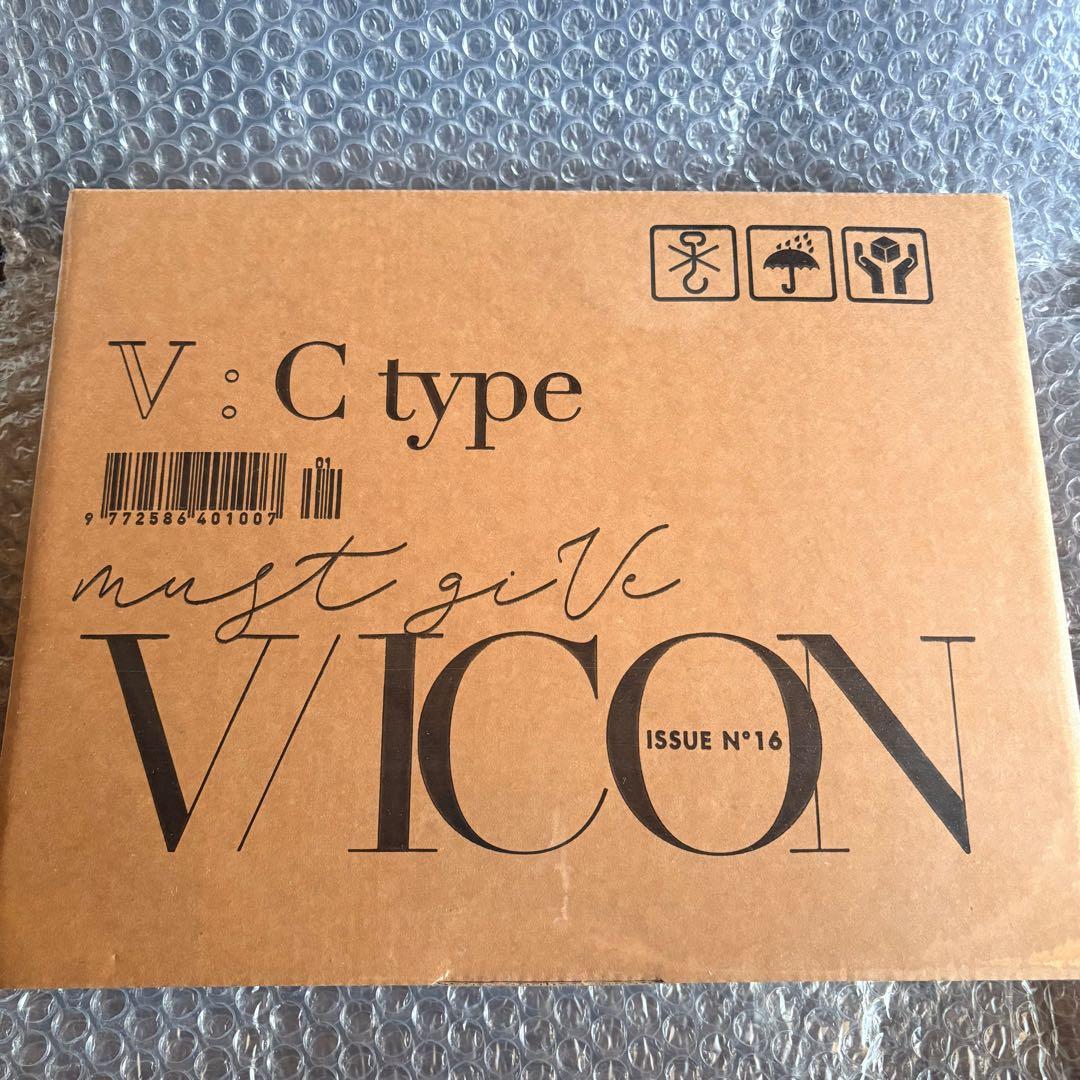 V : C type
01
9 772586 401007
must giVe
V/ICON
ISSUE N°16